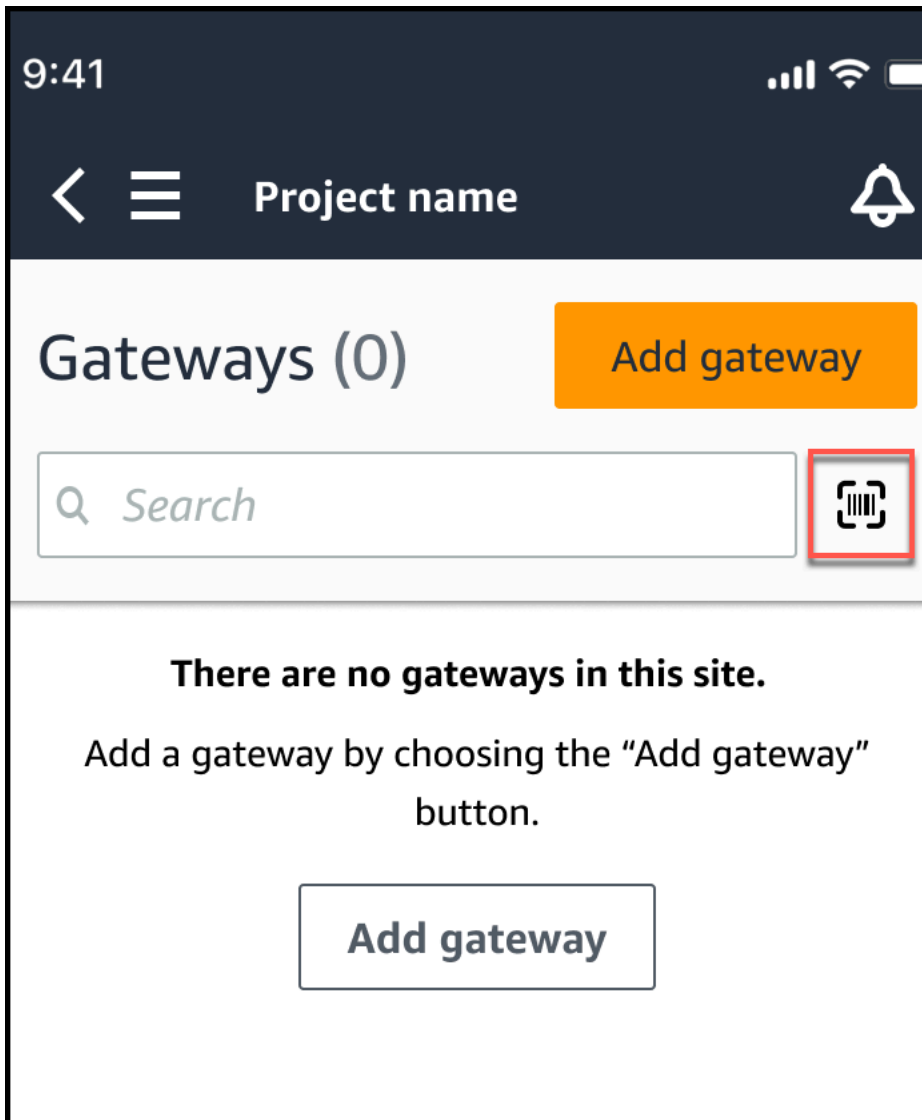 9:41
Project name
Gateways (0)
Add gateway
Search
There are no gateways in this site.
Add a gateway by choosing the “Add gateway”
button.
Add gateway